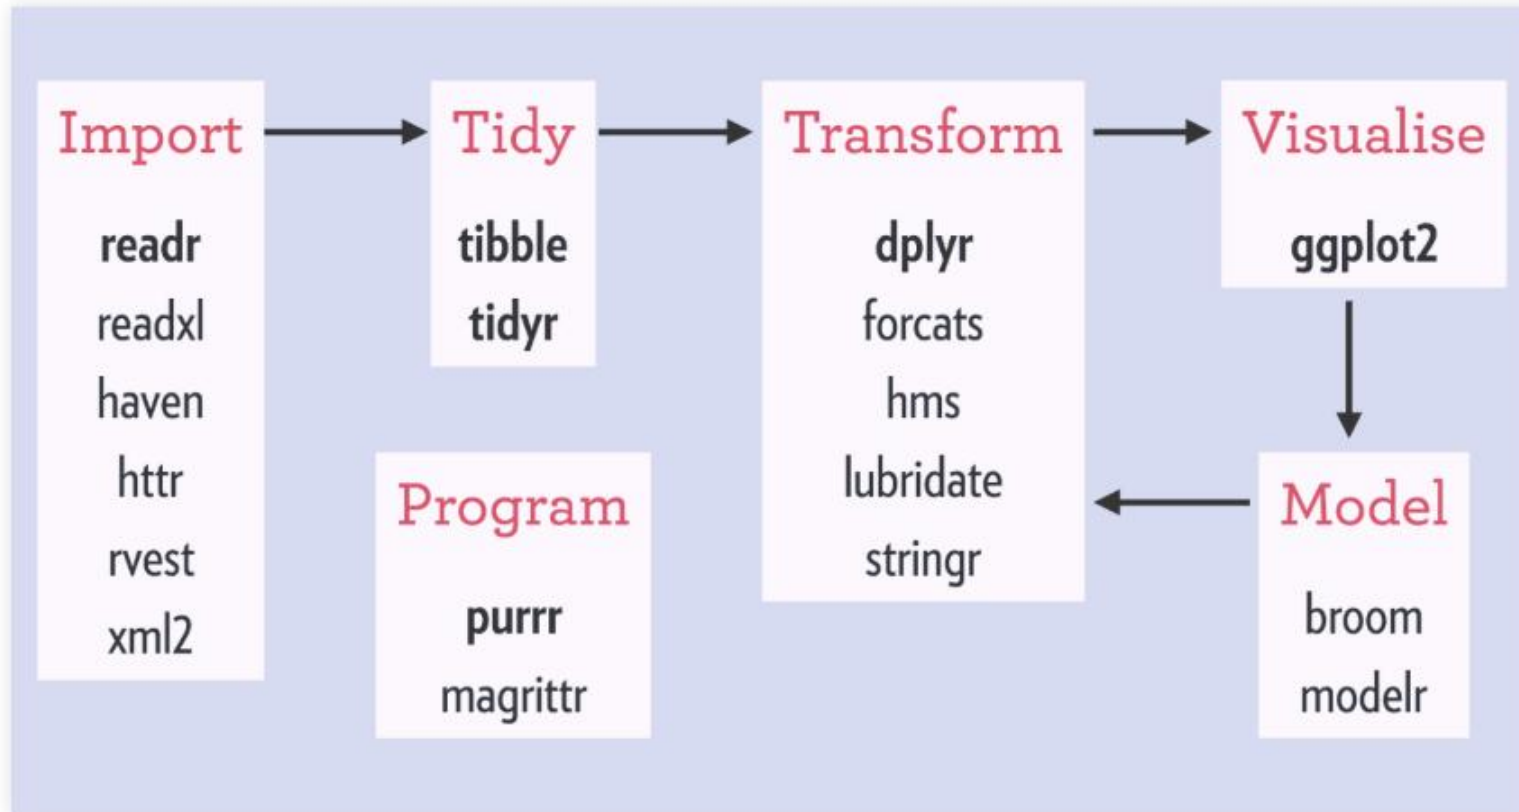 Import
readr
readxl
haven
httr
rvest
xml2
Tidy
tibble
tidyr
Program
purrr
magrittr
Transform
dplyr
forcats
hms
lubridate
stringr
Visualise
ggplot2
Model
broom
modelr